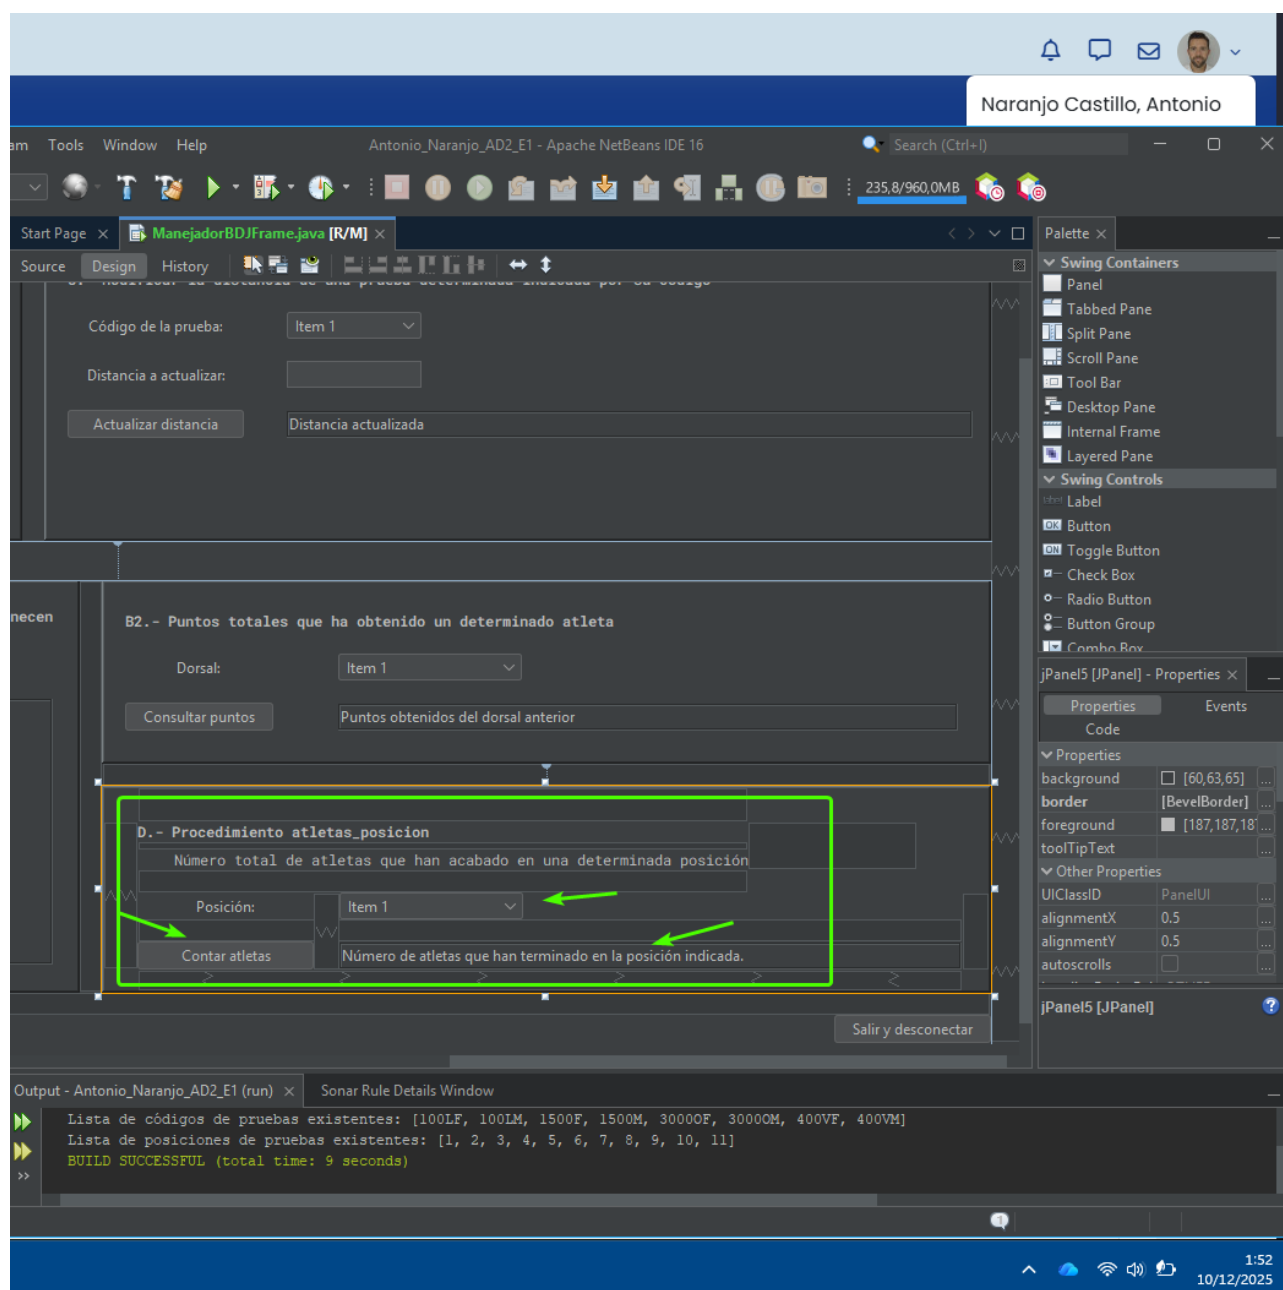 Naranjo Castillo, Antonio
am Tools Window Help
Antonio_Naranjo_AD2_E1 - Apache NetBeans IDE 16
Search (Ctrl+I)
235,8/960,0MB
Start Page
ManejadorBDJFrame.java [R/M]
Source Design History
Código de la prueba:
Item 1
Distancia a actualizar:
Actualizar distancia
Distancia actualizada
necen
B2.- Puntos totales que ha obtenido un determinado atleta
Dorsal:
Item 1
Consultar puntos
Puntos obtenidos del dorsal anterior
D.- Procedimiento atletas_posicion
Número total de atletas que han acabado en una determinada posición
Posición:
Item 1
Contar atletas
Número de atletas que han terminado en la posición indicada.
Salir y desconectar
Palette
Swing Containers
Panel
Tabbed Pane
Split Pane
Scroll Pane
Tool Bar
Desktop Pane
Internal Frame
Layered Pane
Swing Controls
label Label
OK Button
ON Toggle Button
Check Box
Radio Button
Button Group
Combo Box
jPanel5 [JPanel] - Properties
Properties Events
Code
Properties
background [60,63,65] ...
border [BevelBorder] ...
foreground [187,187,18 ...
toolTipText ...
Other Properties
UIClassID PanelUI ...
alignmentX 0.5 ...
alignmentY 0.5 ...
autoscrolls ...
jPanel5 [JPanel]
Output - Antonio_Naranjo_AD2_E1 (run)
Sonar Rule Details Window
Lista de códigos de pruebas existentes: [100LF, 100LM, 1500F, 1500M, 3000OF, 3000OM, 400VF, 400VM]
Lista de posiciones de pruebas existentes: [1, 2, 3, 4, 5, 6, 7, 8, 9, 10, 11]
BUILD SUCCESSFUL (total time: 9 seconds)
1
1:52
10/12/2025